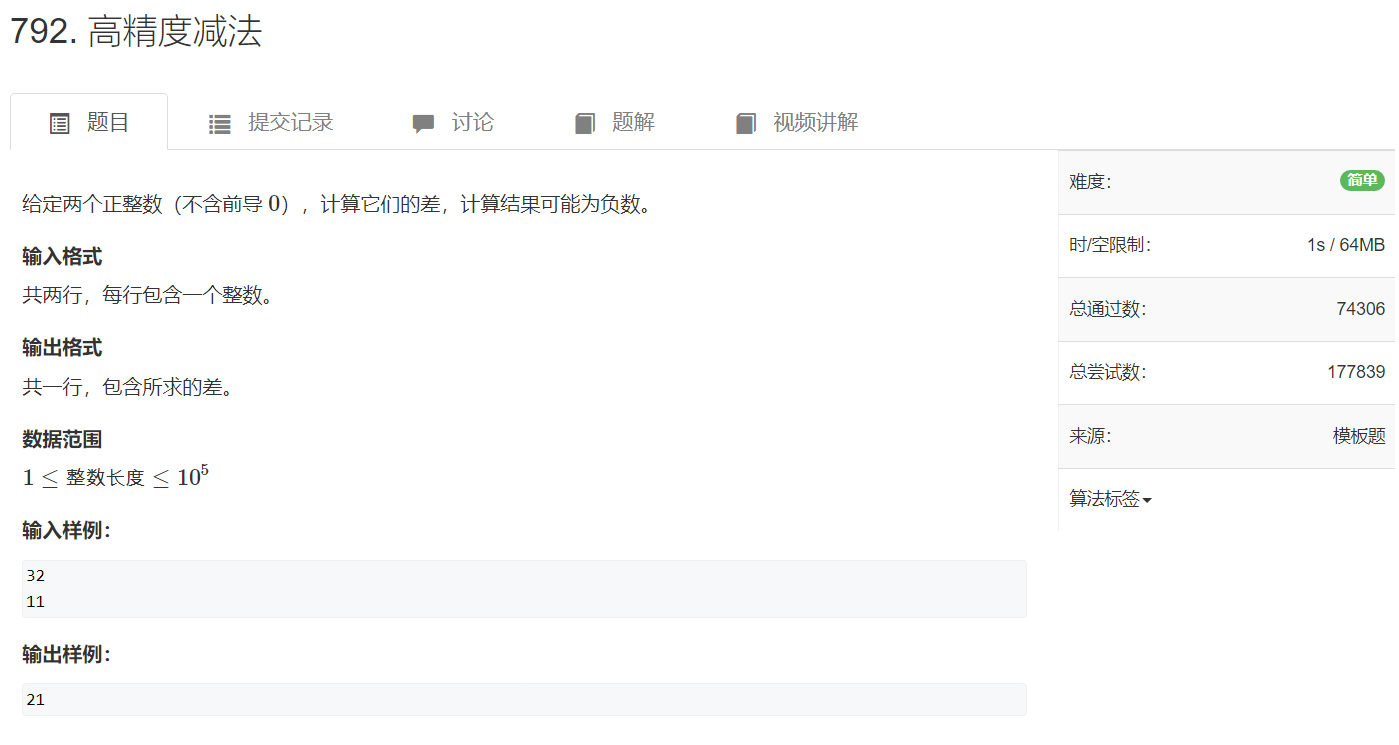 792. 高精度减法
题目 提交记录 讨论 题解 视频讲解
给定两个正整数（不含前导 0），计算它们的差，计算结果可能为负数。
输入格式
共两行，每行包含一个整数。
输出格式
共一行，包含所求的差。
数据范围
1 ≤ 整数长度 ≤ 10⁵
输入样例：
32
11
输出样例：
21
难度： 简单
时/空限制： 1s / 64MB
总通过数： 74306
总尝试数： 177839
来源： 模板题
算法标签